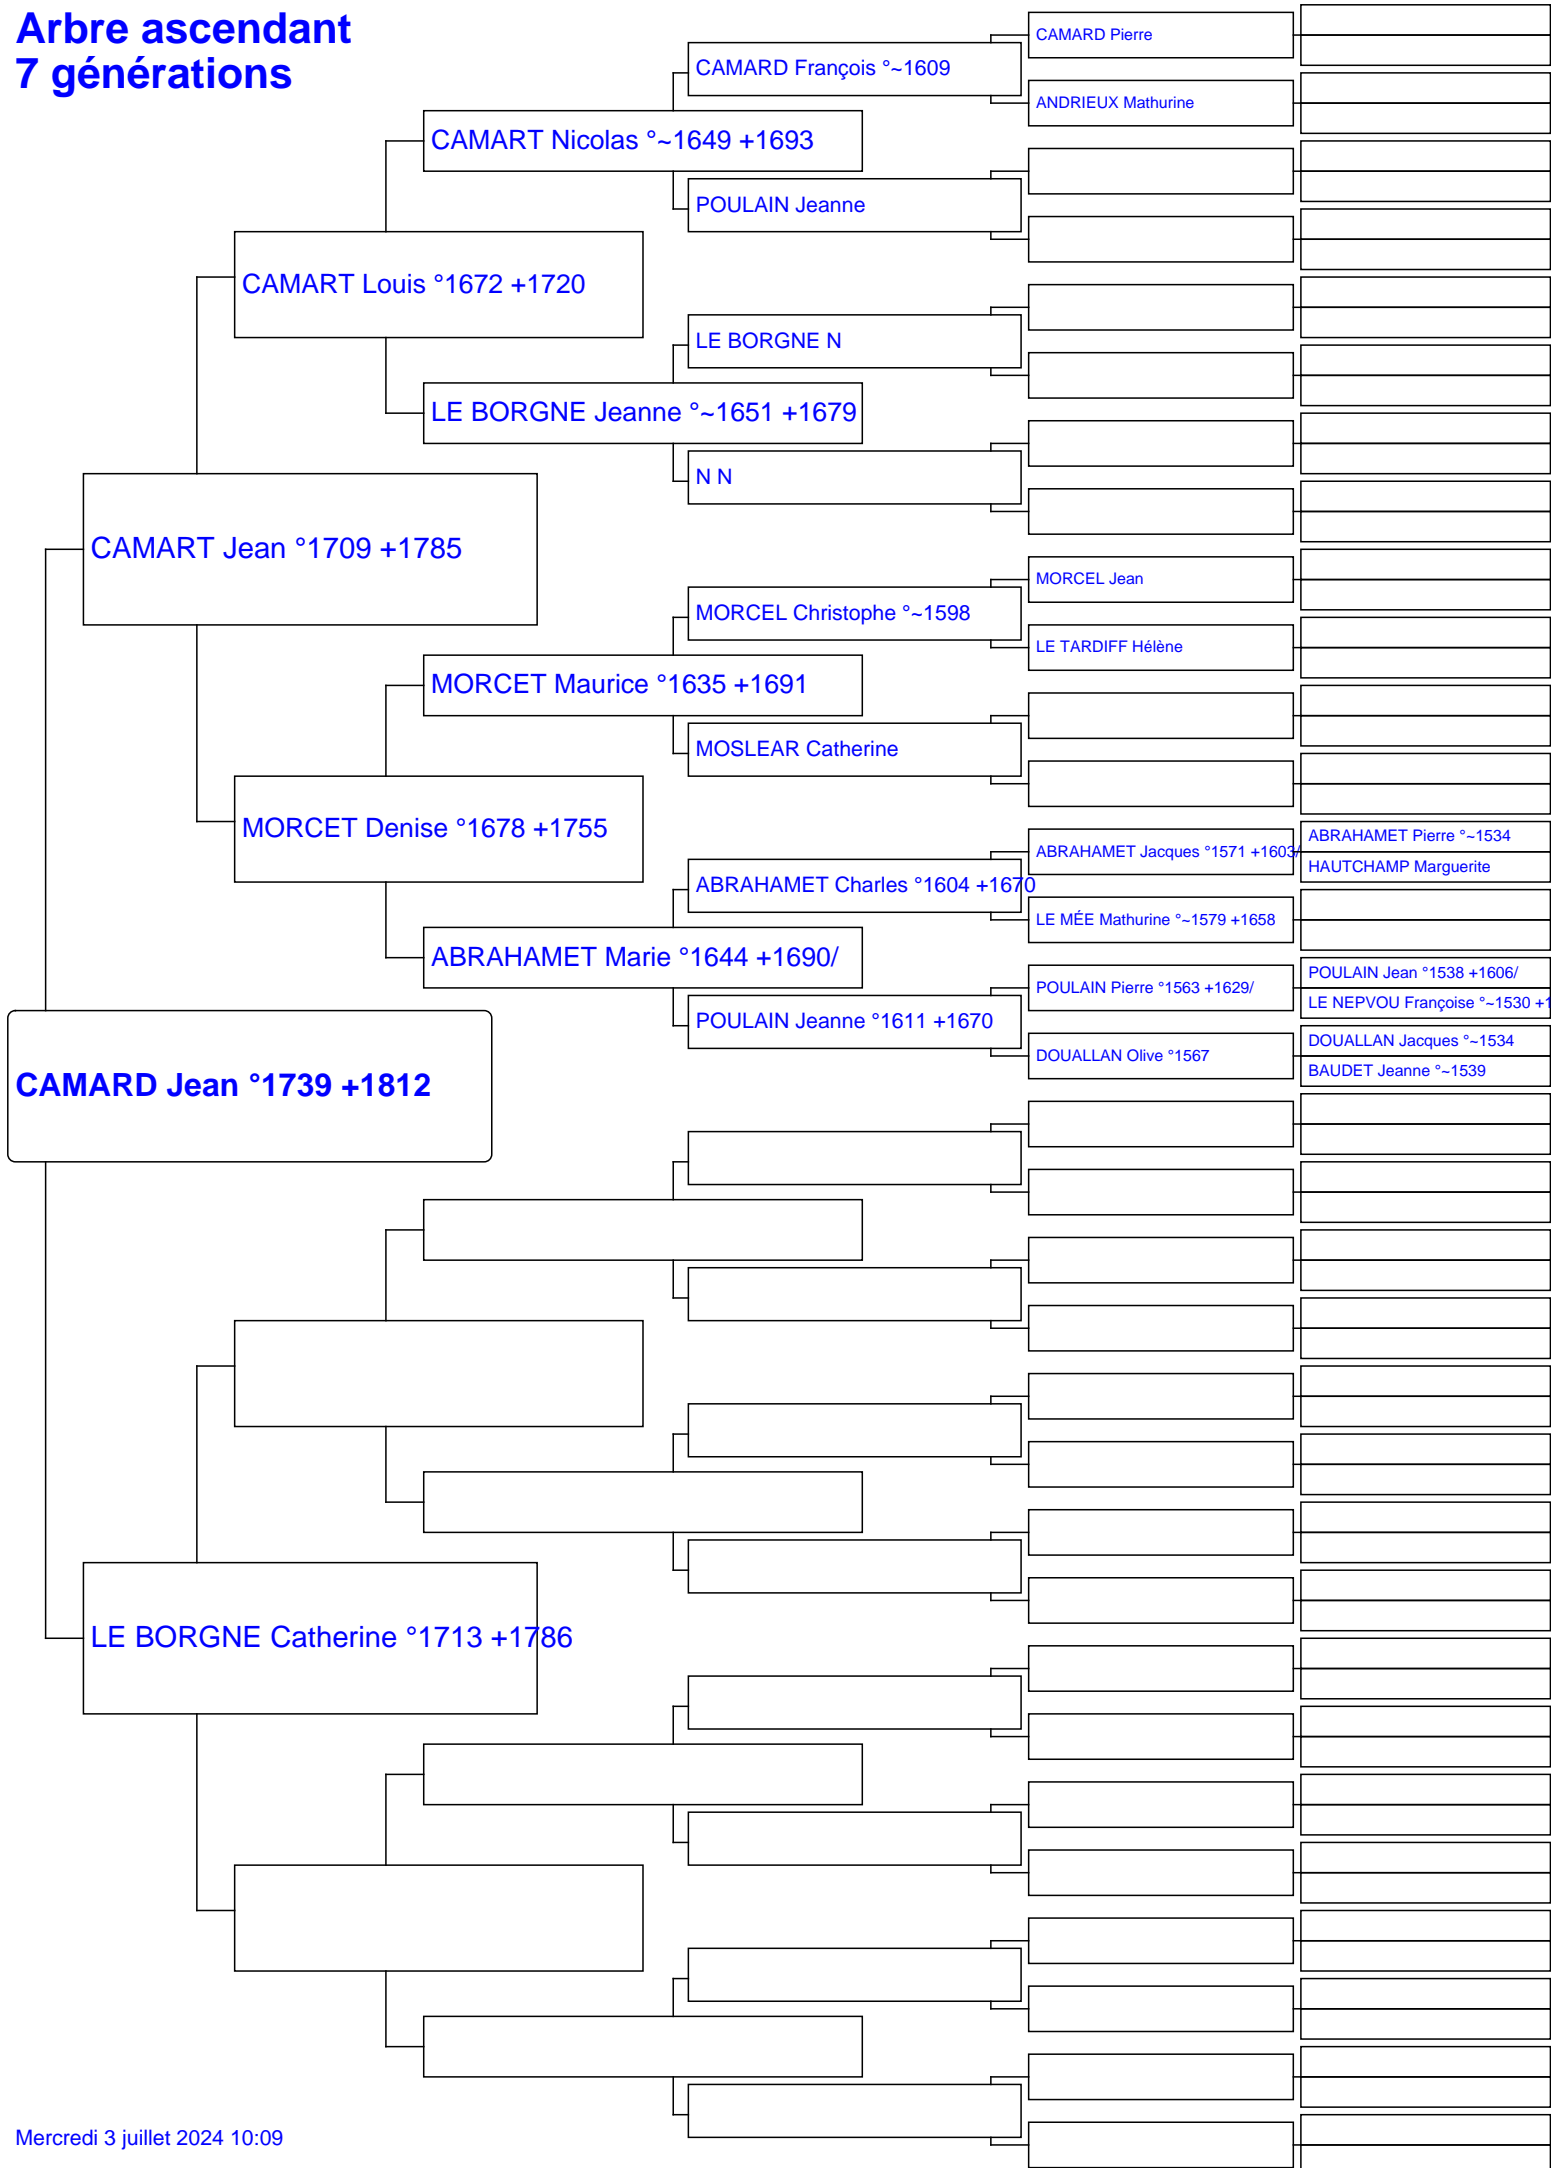 Arbre ascendant
7 générations
CAMARD Jean °1739 +1812
CAMART Jean °1709 +1785
LE BORGNE Catherine °1713 +1786
CAMART Louis °1672 +1720
MORCET Denise °1678 +1755
CAMART Nicolas °~1649 +1693
LE BORGNE Jeanne °~1651 +1679
MORCET Maurice °1635 +1691
ABRAHAMET Marie °1644 +1690/
CAMARD François °~1609
POULAIN Jeanne
LE BORGNE N
N N
MORCEL Christophe °~1598
MOSLEAR Catherine
ABRAHAMET Charles °1604 +1670
POULAIN Jeanne °1611 +1670
CAMARD Pierre
ANDRIEUX Mathurine
MORCEL Jean
LE TARDIFF Hélène
ABRAHAMET Jacques °1571 +1603/
LE MÉE Mathurine °~1579 +1658
POULAIN Pierre °1563 +1629/
DOUALLAN Olive °1567
ABRAHAMET Pierre °~1534
HAUTCHAMP Marguerite
POULAIN Jean °1538 +1606/
LE NEPVOU Françoise °~1530 +1
DOUALLAN Jacques °~1534
BAUDET Jeanne °~1539
Mercredi 3 juillet 2024 10:09